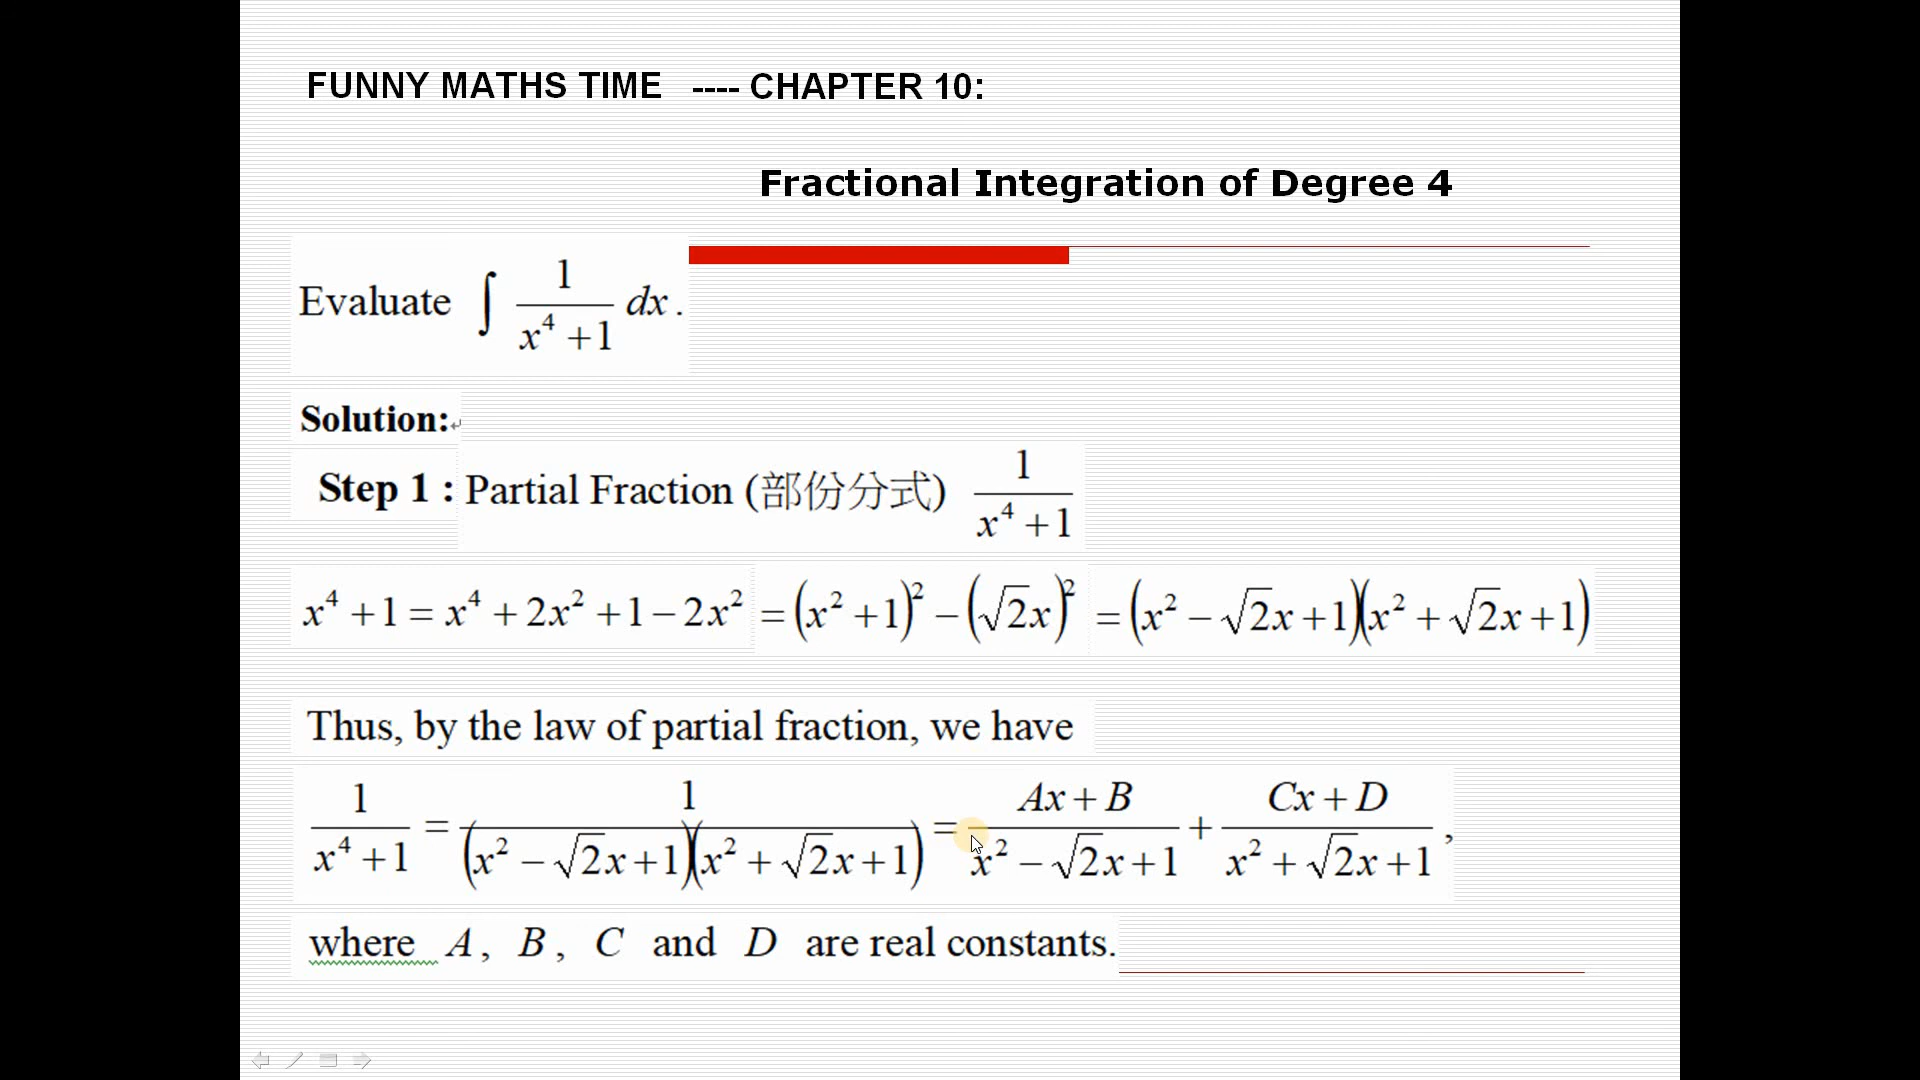 FUNNY MATHS TIME ---- CHAPTER 10:
Fractional Integration of Degree 4
Evaluate ∫ 1/(x⁴ + 1) dx .
Solution:
Step 1 : Partial Fraction (部份分式) 1/(x⁴ + 1)
x⁴ + 1 = x⁴ + 2x² + 1 − 2x² = (x² + 1)² − (√2x)² = (x² − √2x + 1)(x² + √2x + 1)
Thus, by the law of partial fraction, we have
1/(x⁴ + 1) = 1/((x² − √2x + 1)(x² + √2x + 1)) = (Ax + B)/(x² − √2x + 1) + (Cx + D)/(x² + √2x + 1) ,
where A , B , C and D are real constants.